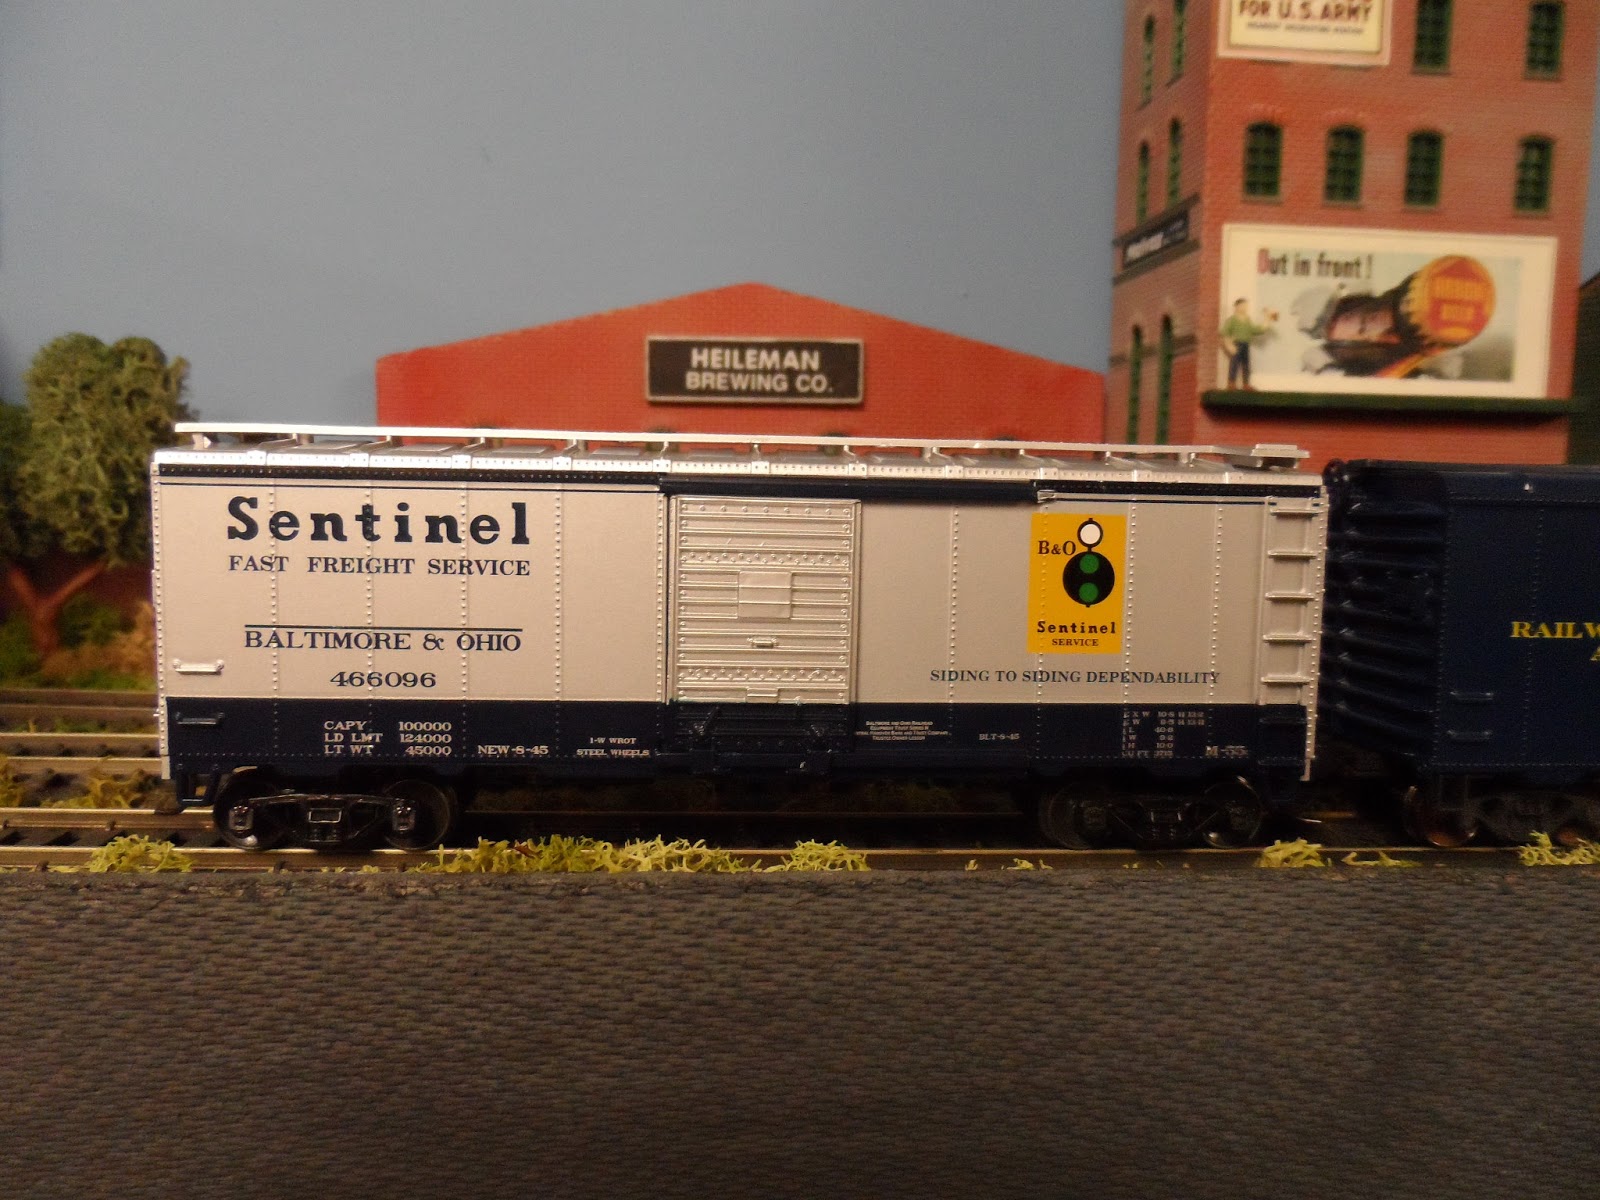 FOR U.S. ARMY
Out in front!
HEILEMAN
BREWING CO.
Sentinel
FAST FREIGHT SERVICE
BALTIMORE & OHIO
466096
CAPY 100000
LD LMT 124000
LT WT 45000
NEW-8-45
1-W WROT
STEEL WHEELS
B&O
Sentinel
SERVICE
SIDING TO SIDING DEPENDABILITY
BLT-8-45
M-55
RAILW